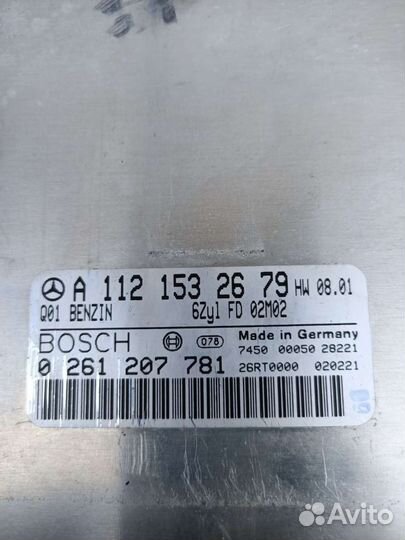 A 112 153 26 79 HW 08.01
Q01 BENZIN 6Zyl FD 02M02
BOSCH 078 Made in Germany
7450 00050 28221
0 261 207 781 26RT0000 020221
Avito